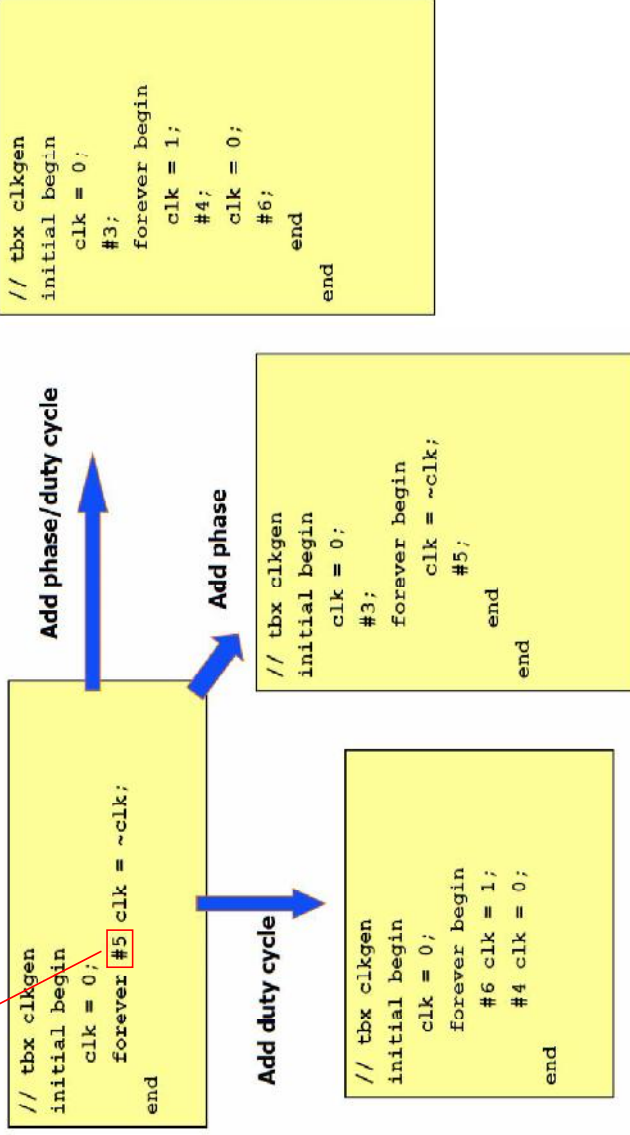 // tbx clkgen
initial begin
clk = 0;
forever #5 clk = ~clk;
end
Add phase/duty cycle
// tbx clkgen
initial begin
clk = 0;
#3;
forever begin
clk = 1;
#4;
clk = 0;
#6;
end
end
Add phase
// tbx clkgen
initial begin
clk = 0;
#3;
forever begin
clk = ~clk;
#5;
end
end
Add duty cycle
// tbx clkgen
initial begin
clk = 0;
forever begin
#6 clk = 1;
#4 clk = 0;
end